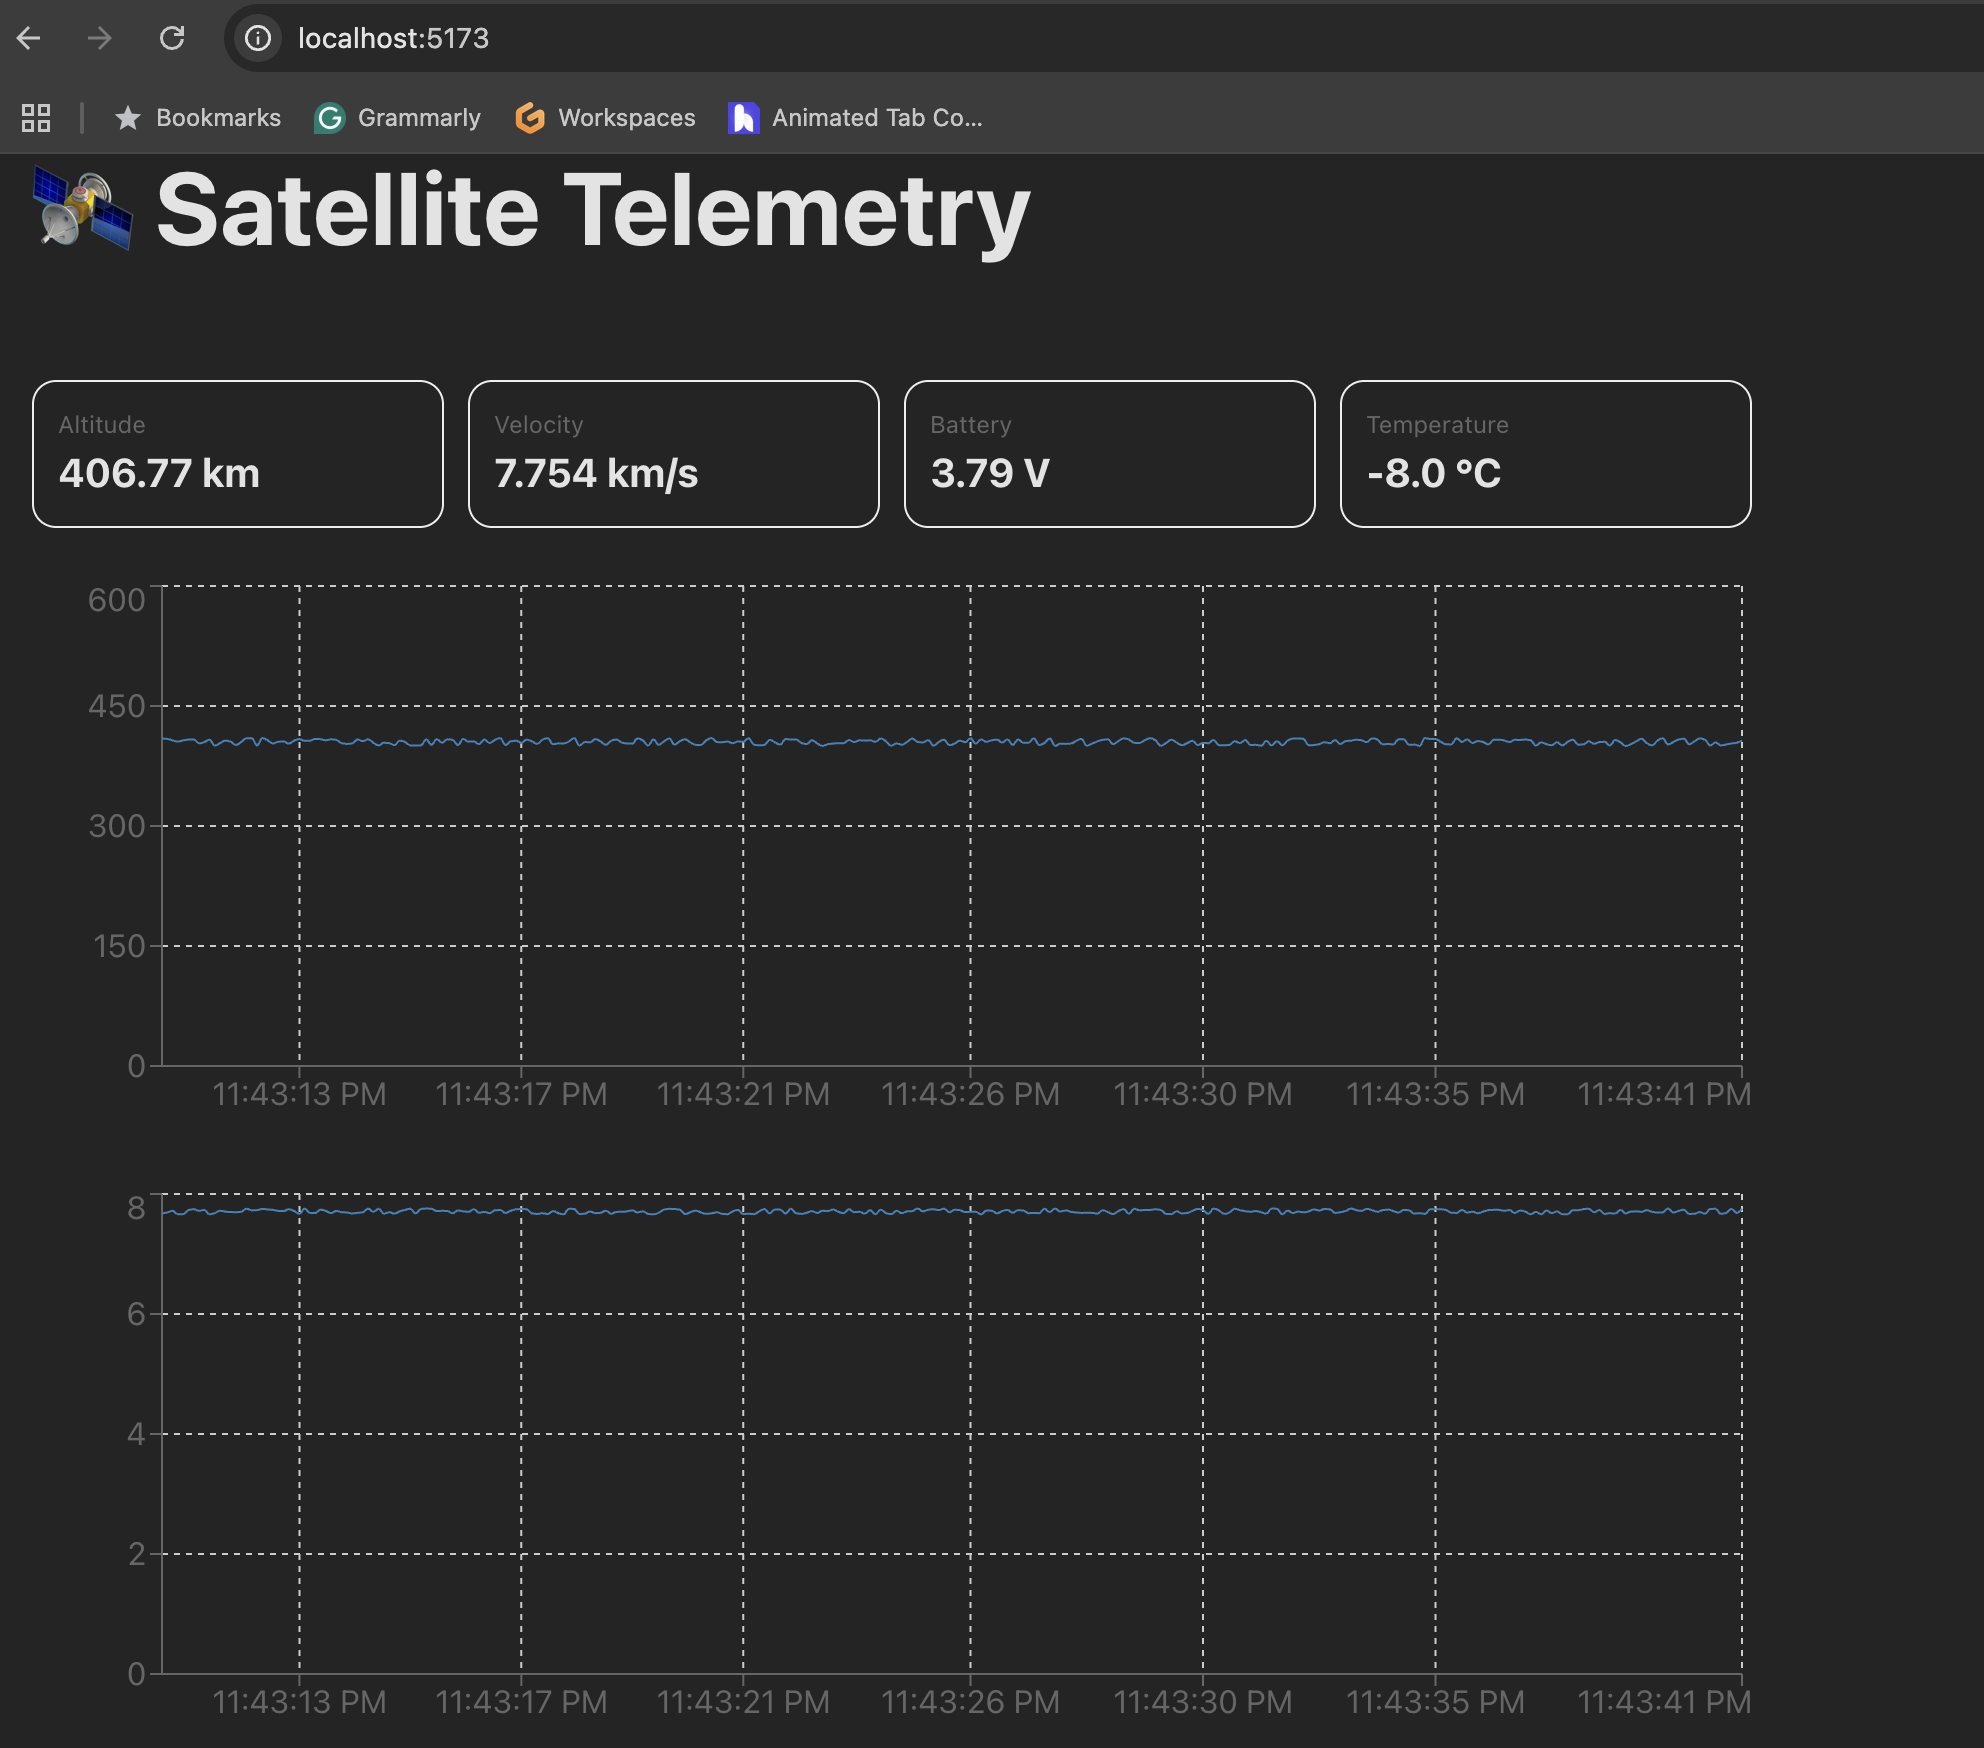 localhost:5173
Bookmarks Grammarly Workspaces Animated Tab Co...
Satellite Telemetry
Altitude
406.77 km
Velocity
7.754 km/s
Battery
3.79 V
Temperature
-8.0 °C
600
450
300
150
0
11:43:13 PM 11:43:17 PM 11:43:21 PM 11:43:26 PM 11:43:30 PM 11:43:35 PM 11:43:41 PM
8
6
4
2
0
11:43:13 PM 11:43:17 PM 11:43:21 PM 11:43:26 PM 11:43:30 PM 11:43:35 PM 11:43:41 PM